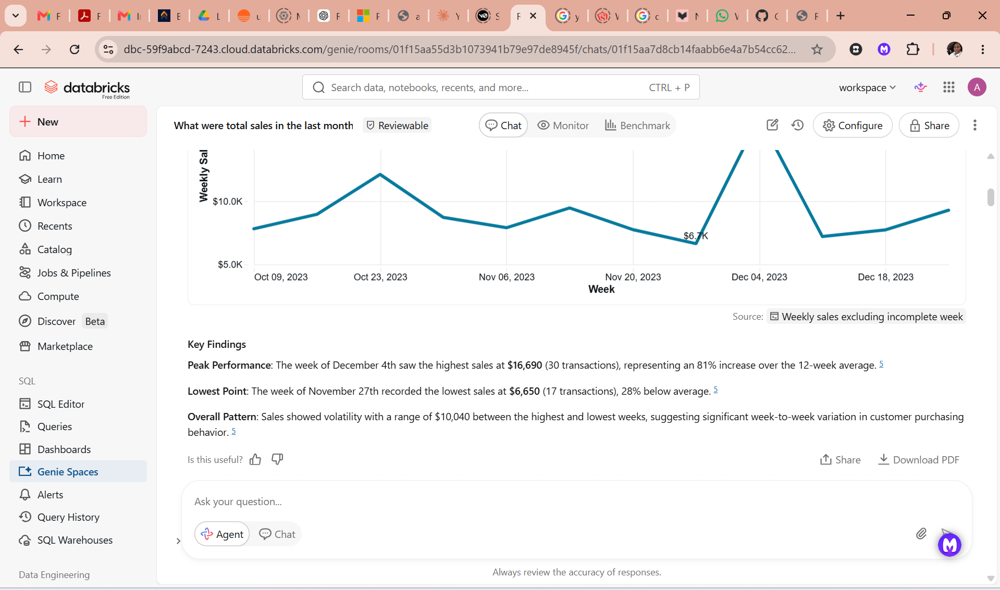 dbc-59f9abcd-7243.cloud.databricks.com/genie/rooms/01f15aa55d3b1073941b79e97de8945f/chats/01f15aa7d8cb14faabb6e4a7b54cc62...
databricks
Free Edition
Search data, notebooks, recents, and more...
CTRL + P
workspace
A
New
Home
Learn
Workspace
Recents
Catalog
Jobs & Pipelines
Compute
Discover Beta
Marketplace
SQL
SQL Editor
Queries
Dashboards
Genie Spaces
Alerts
Query History
SQL Warehouses
Data Engineering
What were total sales in the last month
Reviewable
Chat
Monitor
Benchmark
Configure
Share
Weekly Sal
$10.0K
$5.0K
$6.7K
Oct 09, 2023
Oct 23, 2023
Nov 06, 2023
Nov 20, 2023
Dec 04, 2023
Dec 18, 2023
Week
Source: Weekly sales excluding incomplete week
Key Findings
Peak Performance: The week of December 4th saw the highest sales at $16,690 (30 transactions), representing an 81% increase over the 12-week average. 5
Lowest Point: The week of November 27th recorded the lowest sales at $6,650 (17 transactions), 28% below average. 5
Overall Pattern: Sales showed volatility with a range of $10,040 between the highest and lowest weeks, suggesting significant week-to-week variation in customer purchasing
behavior. 5
Is this useful?
Share
Download PDF
Ask your question...
Agent
Chat
Always review the accuracy of responses.